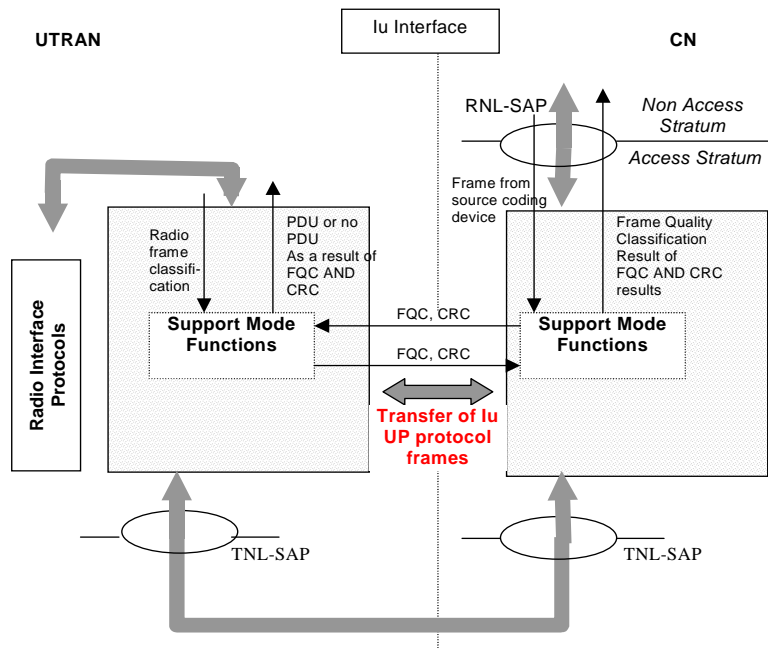 Iu Interface
UTRAN
CN
RNL-SAP
Non Access
Stratum
Access Stratum
Frame from
source coding
device
Radio
frame
classifi-
cation
PDU or no
PDU
As a result of
FQC AND
CRC
Frame Quality
Classification
Result of
FQC AND CRC
results
Radio Interface
Protocols
Support Mode
Functions
FQC, CRC
FQC, CRC
Support Mode
Functions
Transfer of Iu
UP protocol
frames
TNL-SAP
TNL-SAP